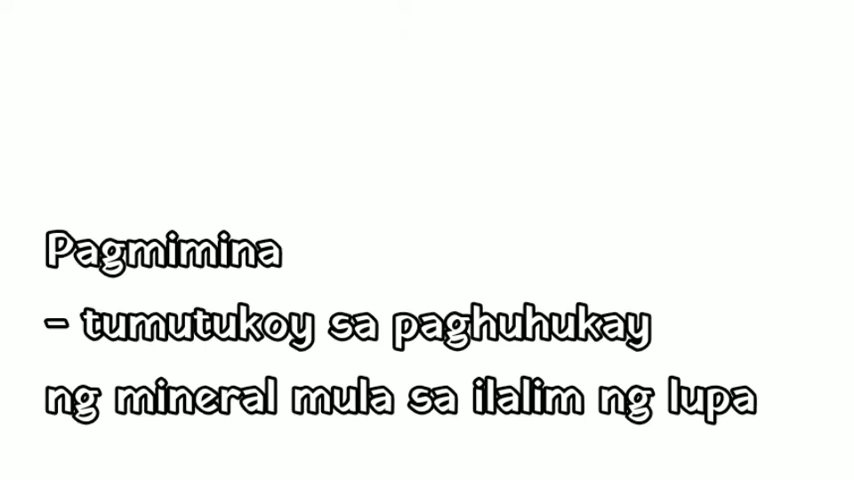 Pagmimina
- tumutukoy sa paghuhukay
ng mineral mula sa ilalim ng lupa